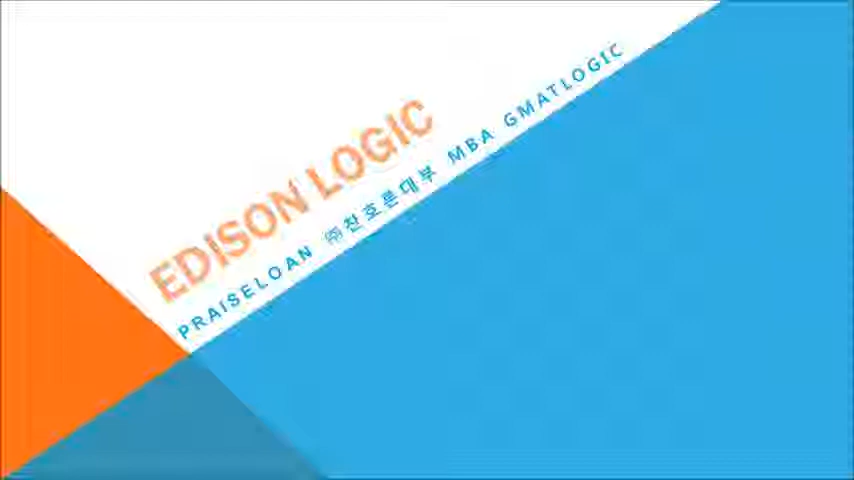 EDISON LOGIC
PRAISELOAN ㈜찬호론대부 MBA GMATLOGIC